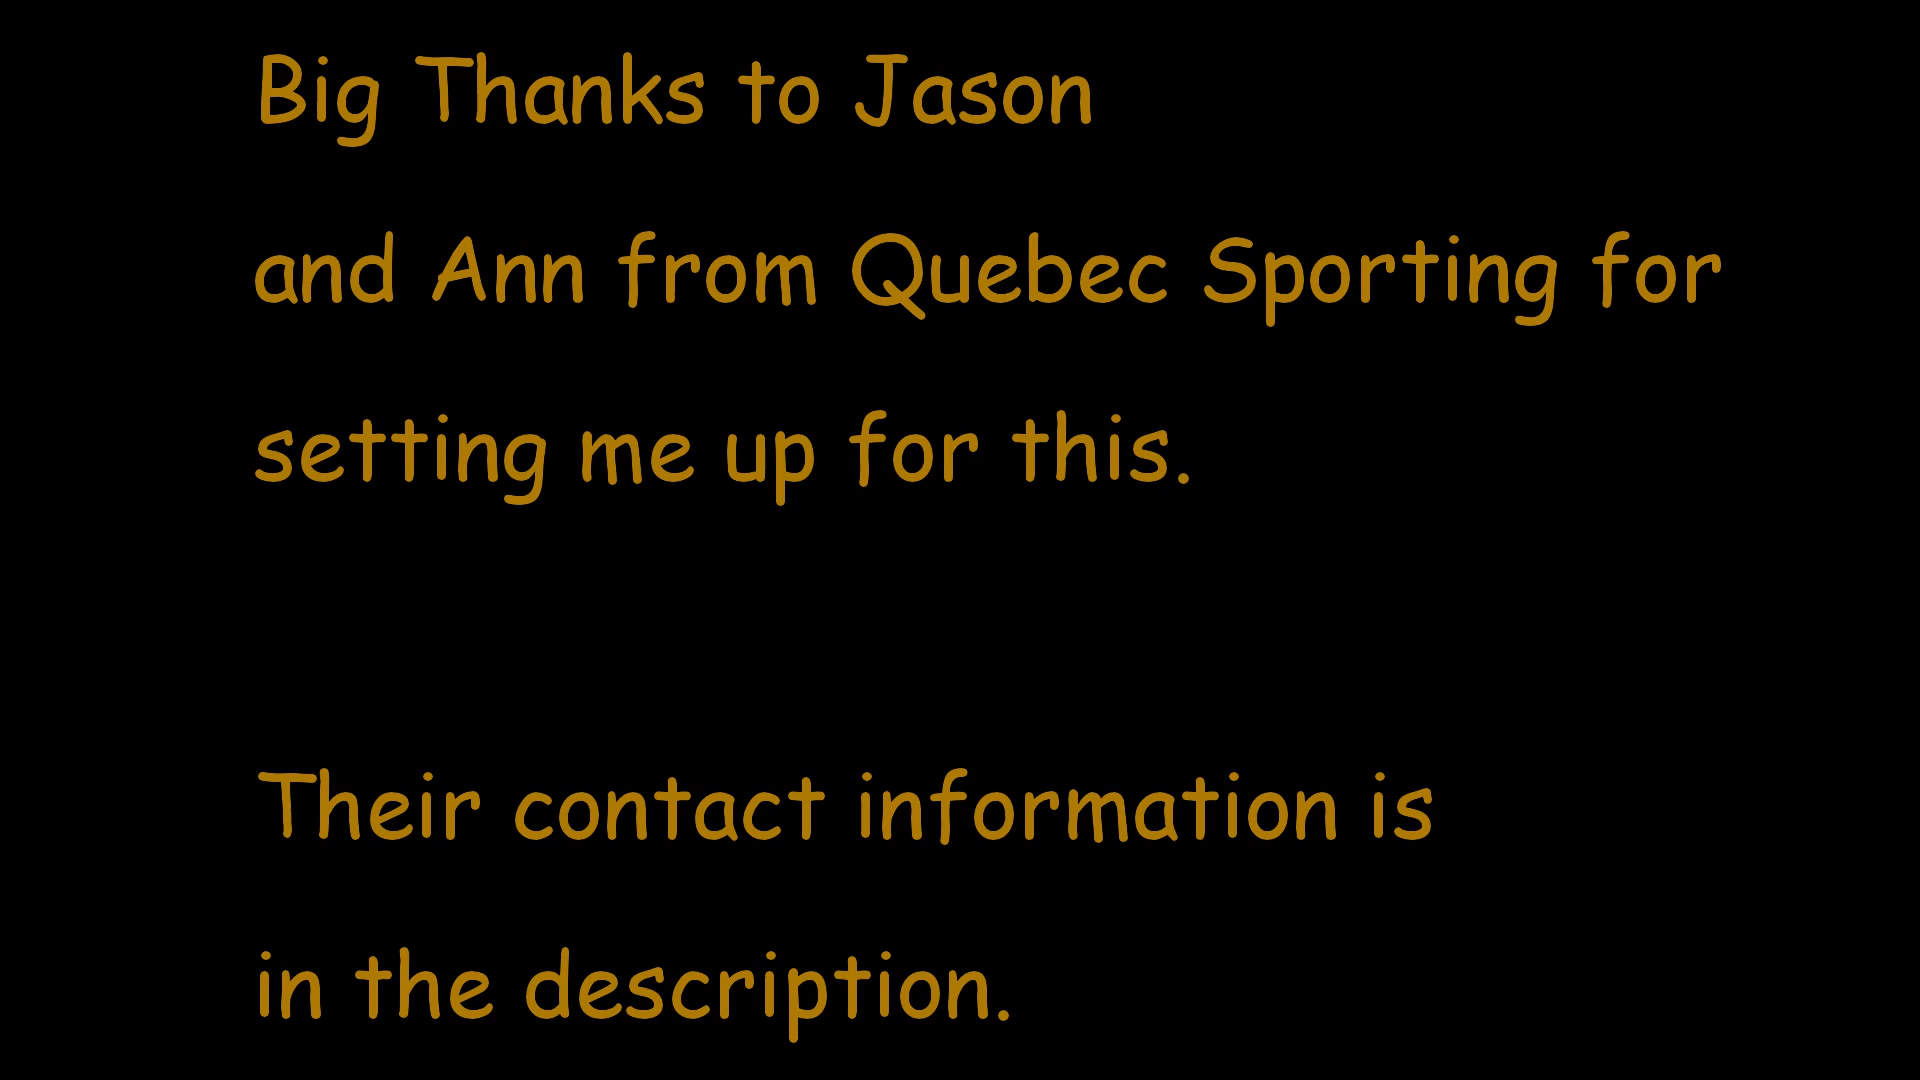 Big Thanks to Jason
and Ann from Quebec Sporting for
setting me up for this.
Their contact information is
in the description.